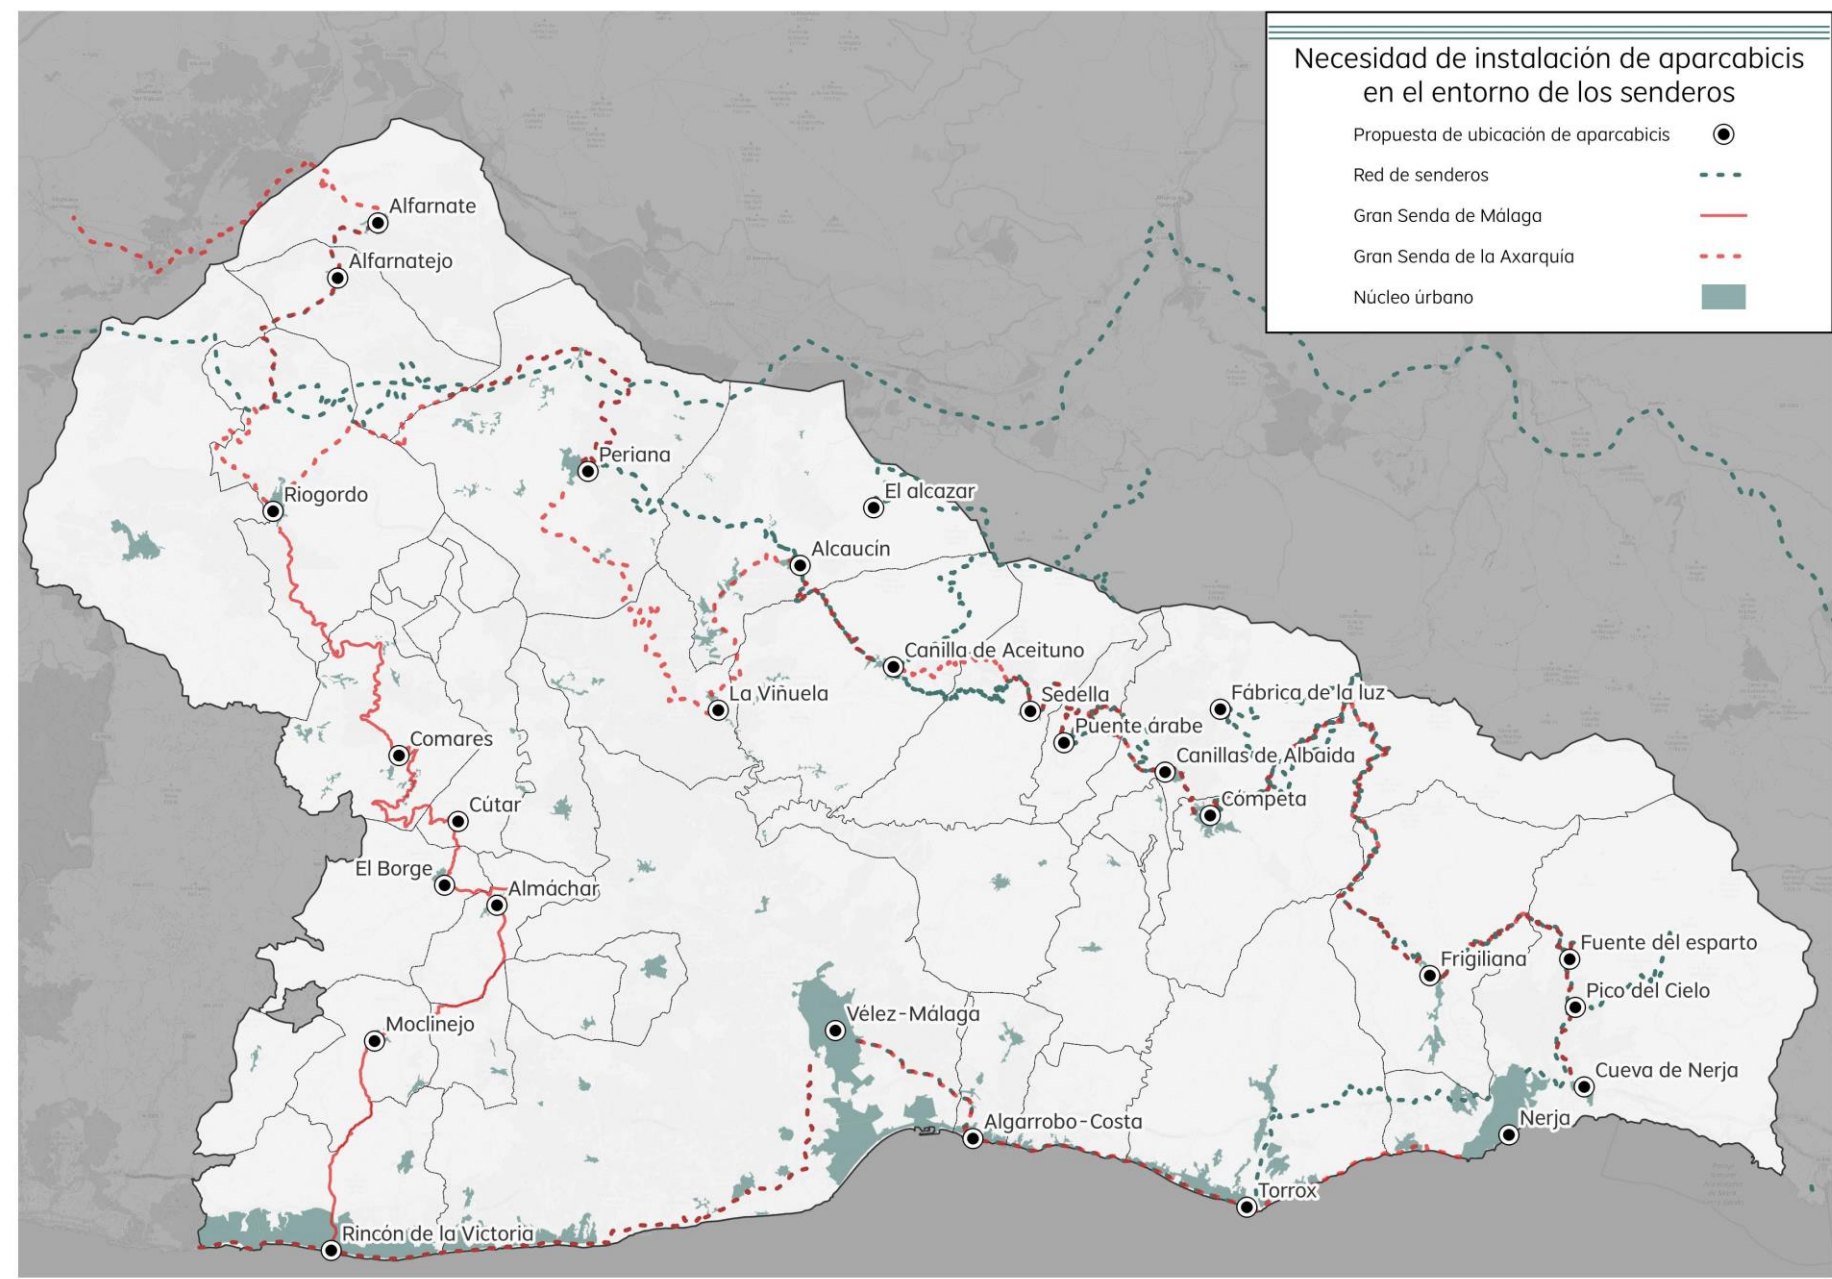 Necesidad de instalación de aparcabicis
en el entorno de los senderos
Propuesta de ubicación de aparcabicis
Red de senderos
Gran Senda de Málaga
Gran Senda de la Axarquía
Núcleo úrbano
Alfarnate
Alfarnatejo
Periana
Riogordo
El alcazar
Alcaucín
Cañilla de Aceituno
La Viñuela
Sedella
Fábrica de la luz
Puente árabe
Comares
Canillas de Albaida
Cútar
Cómpeta
El Borge
Almáchar
Fuente del esparto
Frigiliana
Pico del Cielo
Vélez-Málaga
Moclinejo
Cueva de Nerja
Algarrobo-Costa
Nerja
Torrox
Rincón de la Victoria